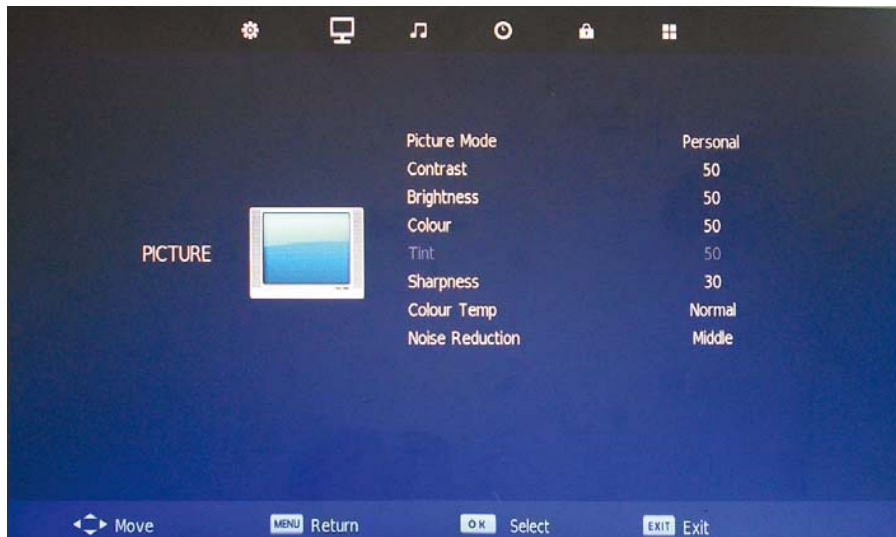 Picture Mode Personal
Contrast 50
Brightness 50
Colour 50
PICTURE
Tint 50
Sharpness 30
Colour Temp Normal
Noise Reduction Middle
Move MENU Return OK Select EXIT Exit